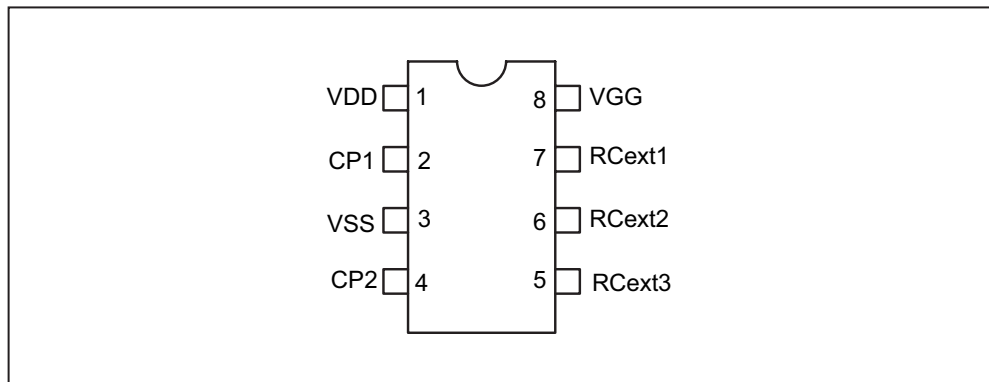 VDD 1 8 VGG
CP1 2 7 RCext1
VSS 3 6 RCext2
CP2 4 5 RCext3